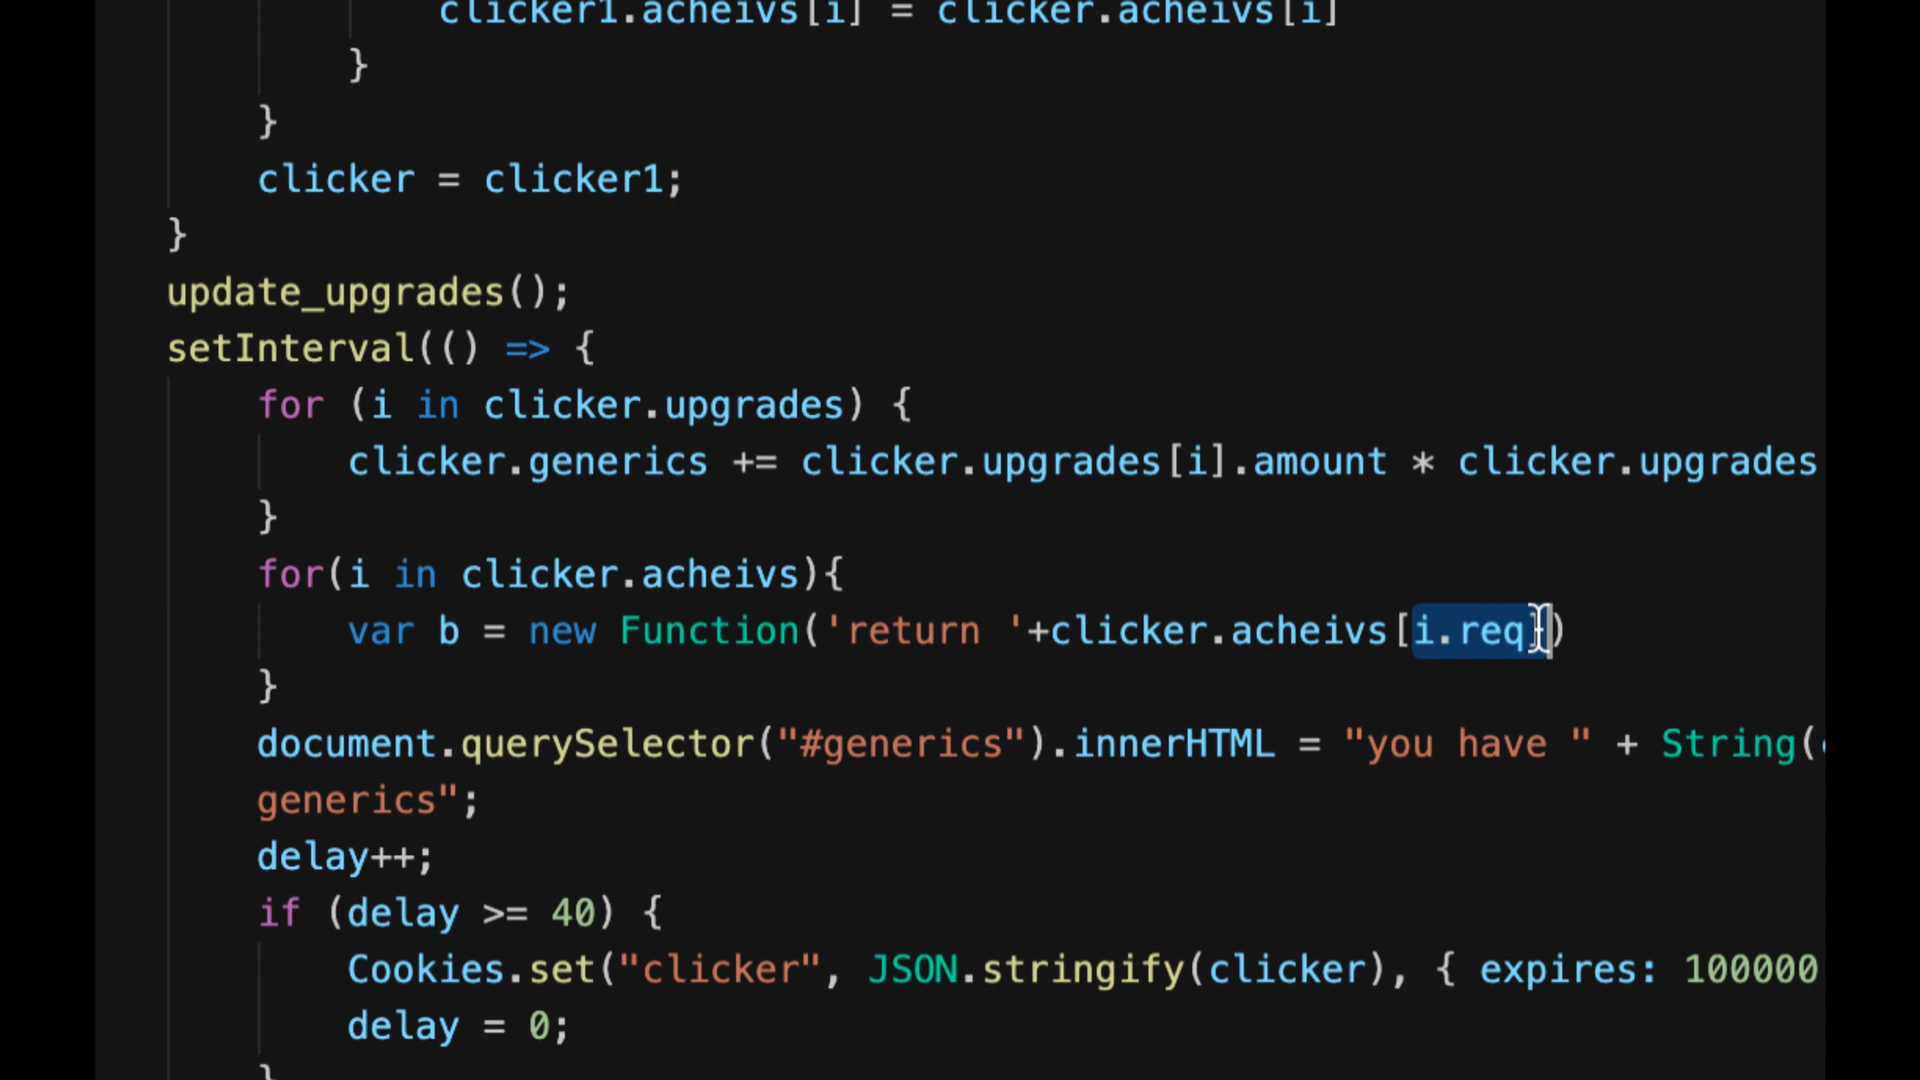 clicker1.acheivs[i] = clicker.acheivs[i]
}
}
clicker = clicker1;
}
update_upgrades();
setInterval(() => {
for (i in clicker.upgrades) {
clicker.generics += clicker.upgrades[i].amount * clicker.upgrades
}
for(i in clicker.acheivs){
var b = new Function('return '+clicker.acheivs[i.req])
}
document.querySelector("#generics").innerHTML = "you have " + String(
generics";
delay++;
if (delay >= 40) {
Cookies.set("clicker", JSON.stringify(clicker), { expires: 100000
delay = 0;
}